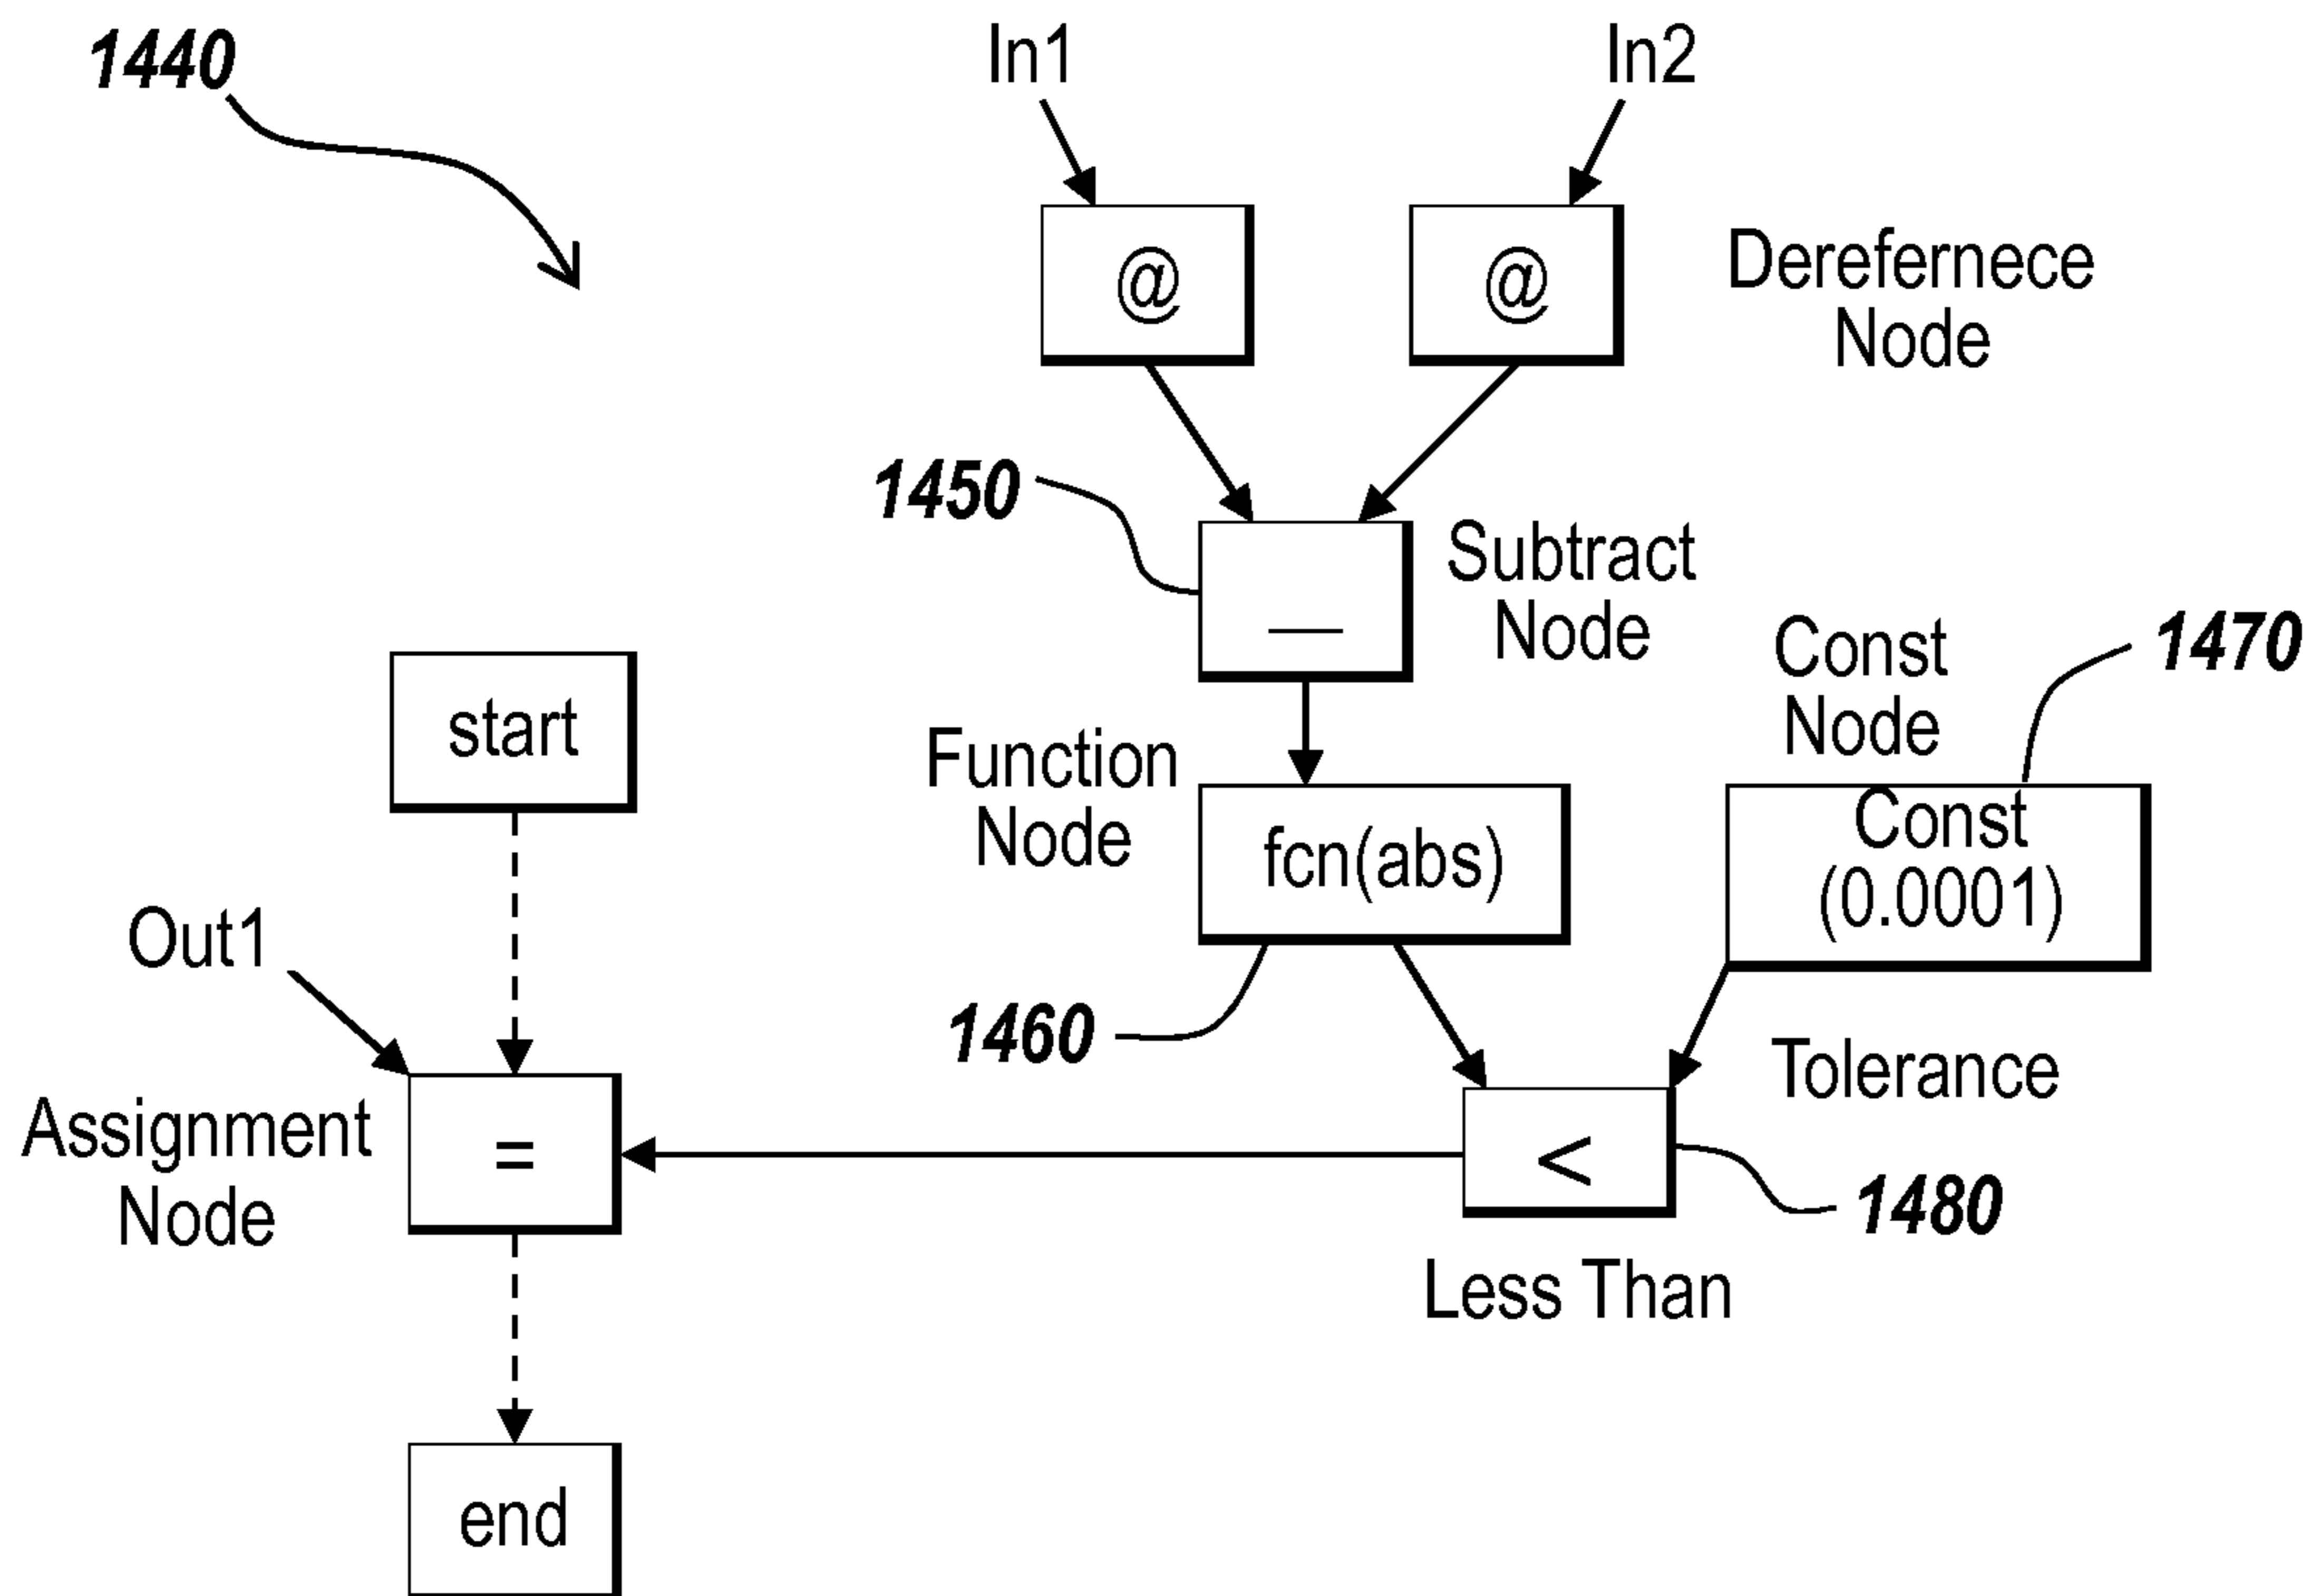 1440
In1
In2
@
@
Derefernece
Node
1450
Subtract
Node
—
Const
Node
1470
start
Function
Node
fcn(abs)
Const
(0.0001)
Out1
1460
Tolerance
Assignment
Node
=
<
1480
Less Than
end